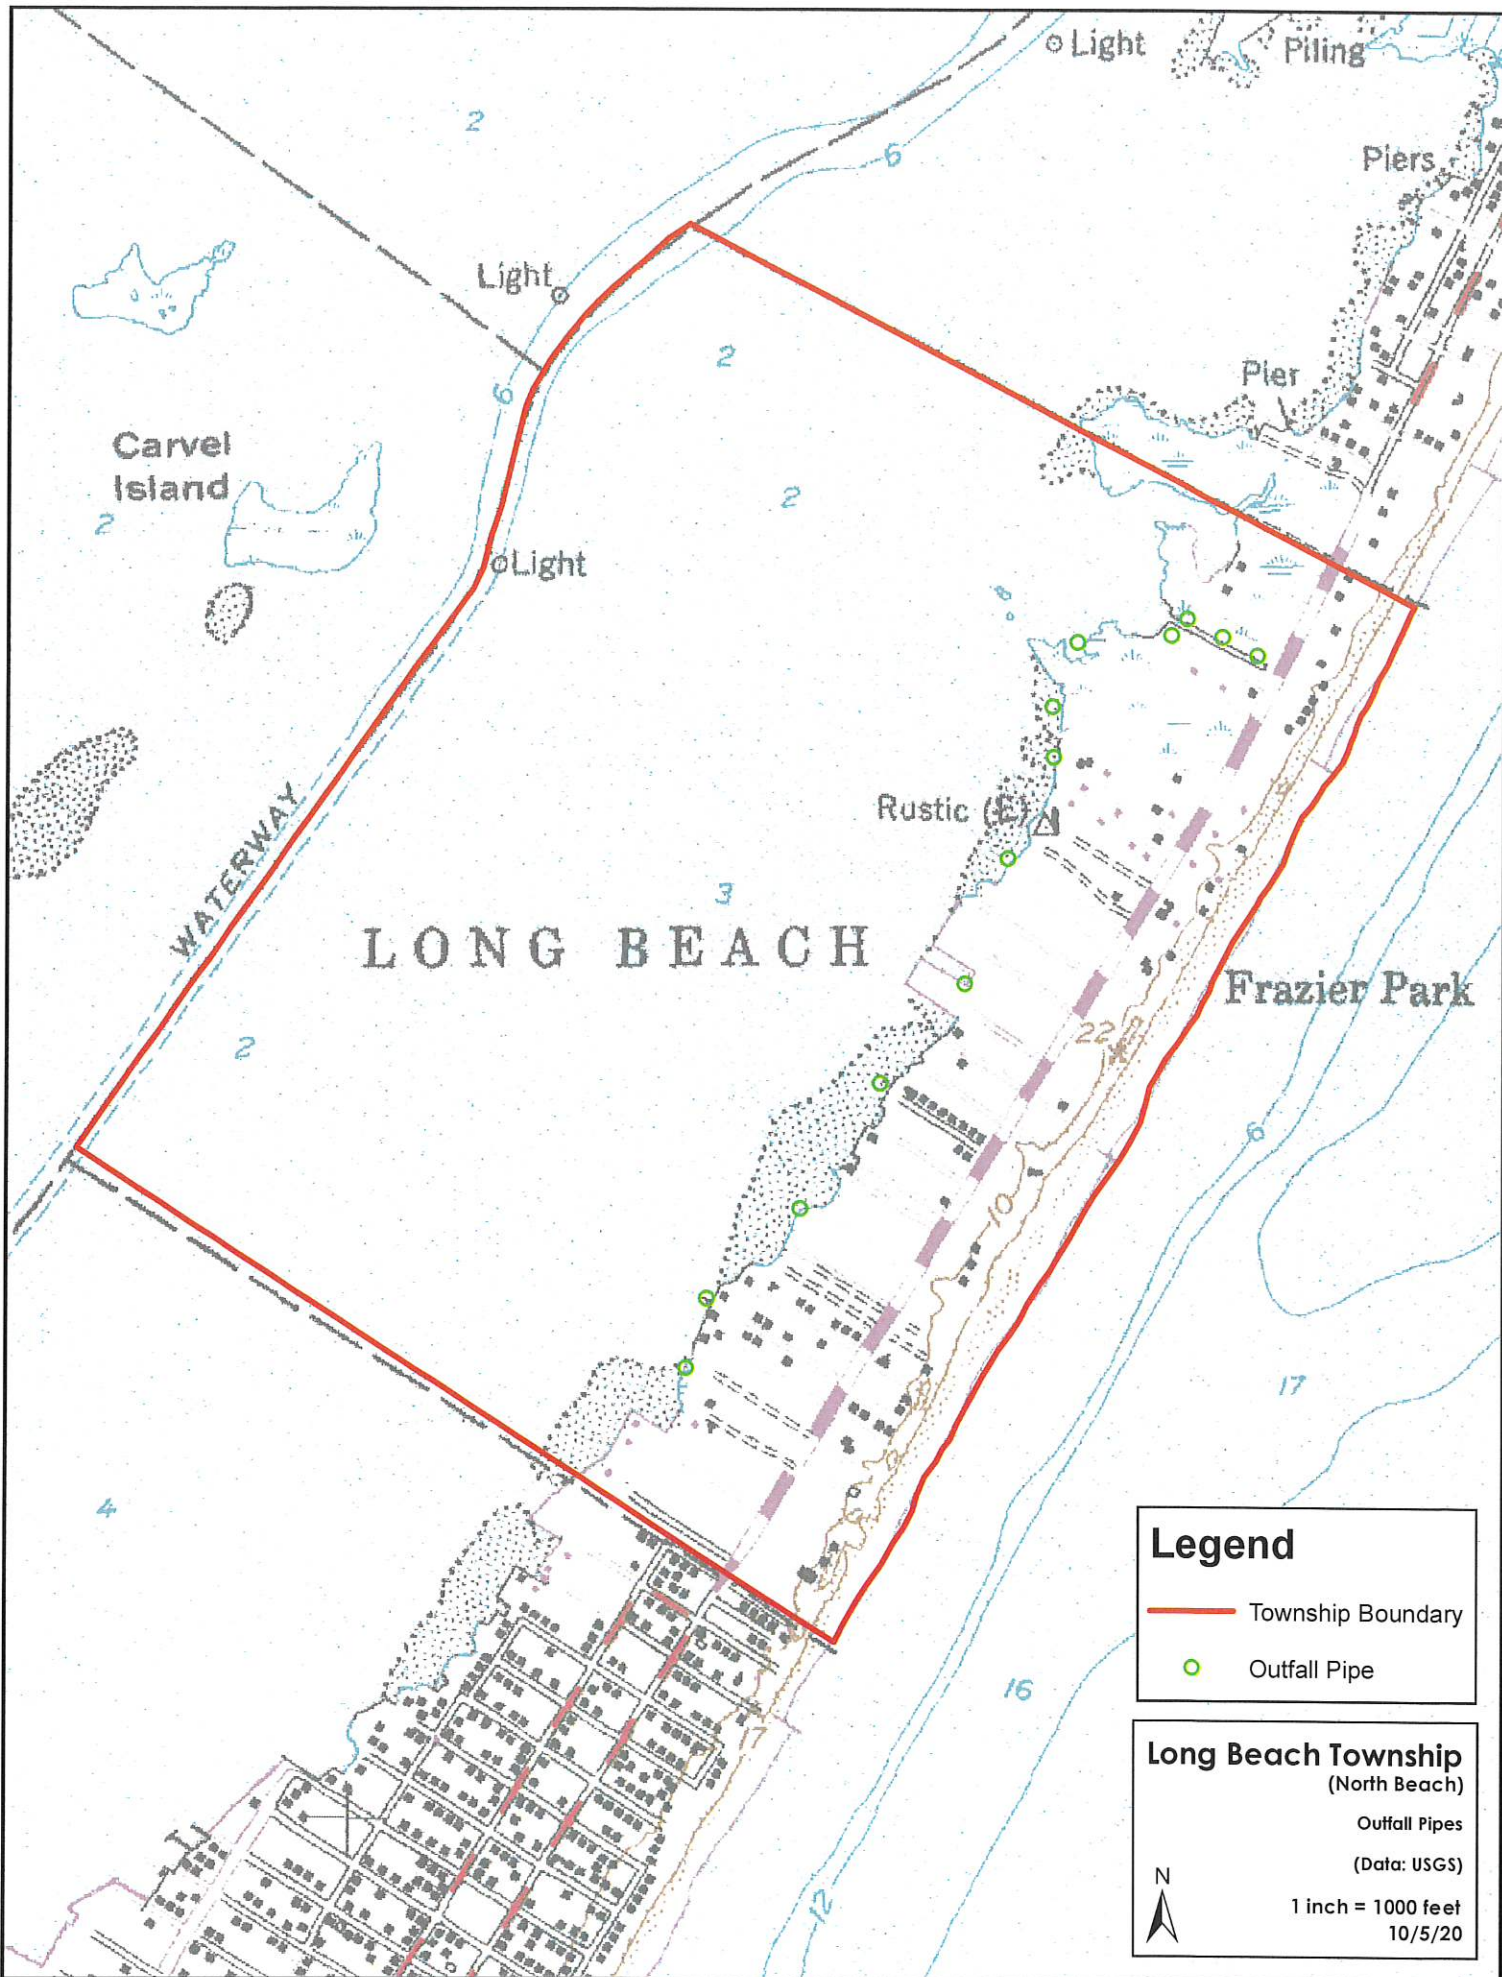 Light
Piling
2
6
Piers
Light
2
6
Pier
Carvel
Island
2
2
Light
Rustic (E)
WATERWAY
3
LONG BEACH
Frazier Park
22
2
6
10
17
4
16
7
12
Legend
Township Boundary
Outfall Pipe
Long Beach Township
(North Beach)
Outfall Pipes
(Data: USGS)
N
1 inch = 1000 feet
10/5/20